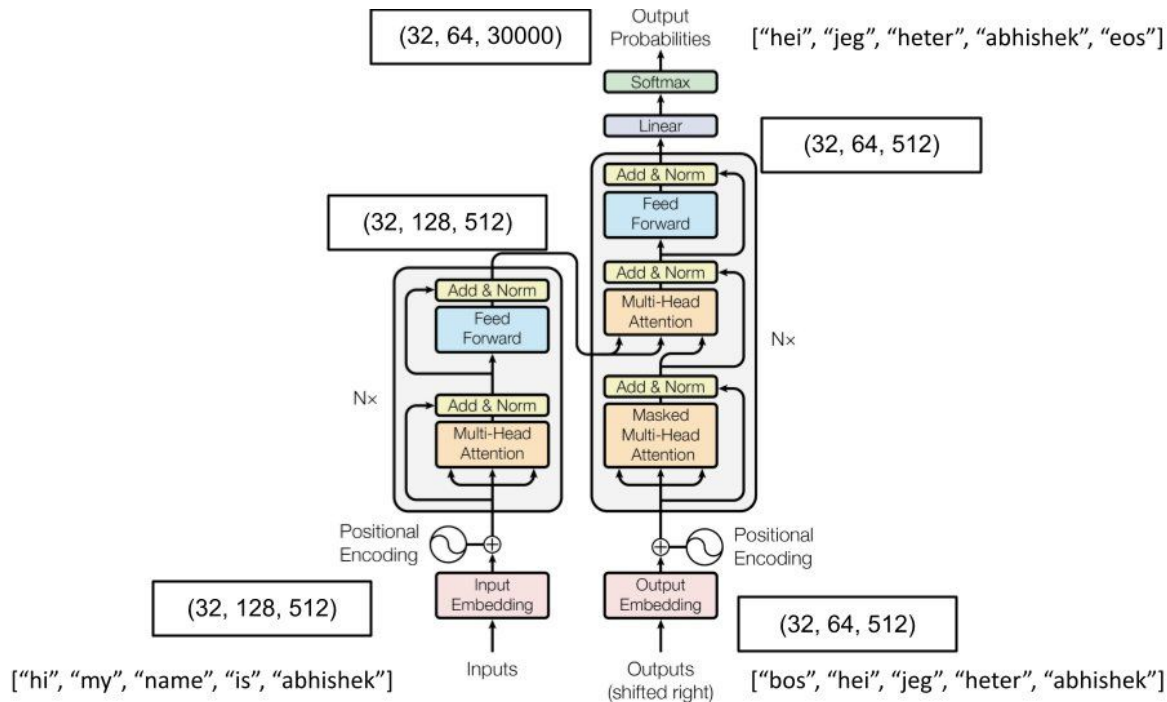 Output
Probabilities
(32, 64, 30000)
[“hei”, “jeg”, “heter”, “abhishek”, “eos”]
Softmax
Linear
(32, 64, 512)
Add & Norm
Feed
Forward
(32, 128, 512)
Add & Norm
Multi-Head
Attention
Add & Norm
Feed
Forward
Nx
Add & Norm
Masked
Multi-Head
Attention
Nx
Add & Norm
Multi-Head
Attention
Positional
Encoding
Positional
Encoding
Input
Embedding
Output
Embedding
(32, 128, 512)
(32, 64, 512)
Inputs
Outputs
(shifted right)
[“hi”, “my”, “name”, “is”, “abhishek”]
[“bos”, “hei”, “jeg”, “heter”, “abhishek”]